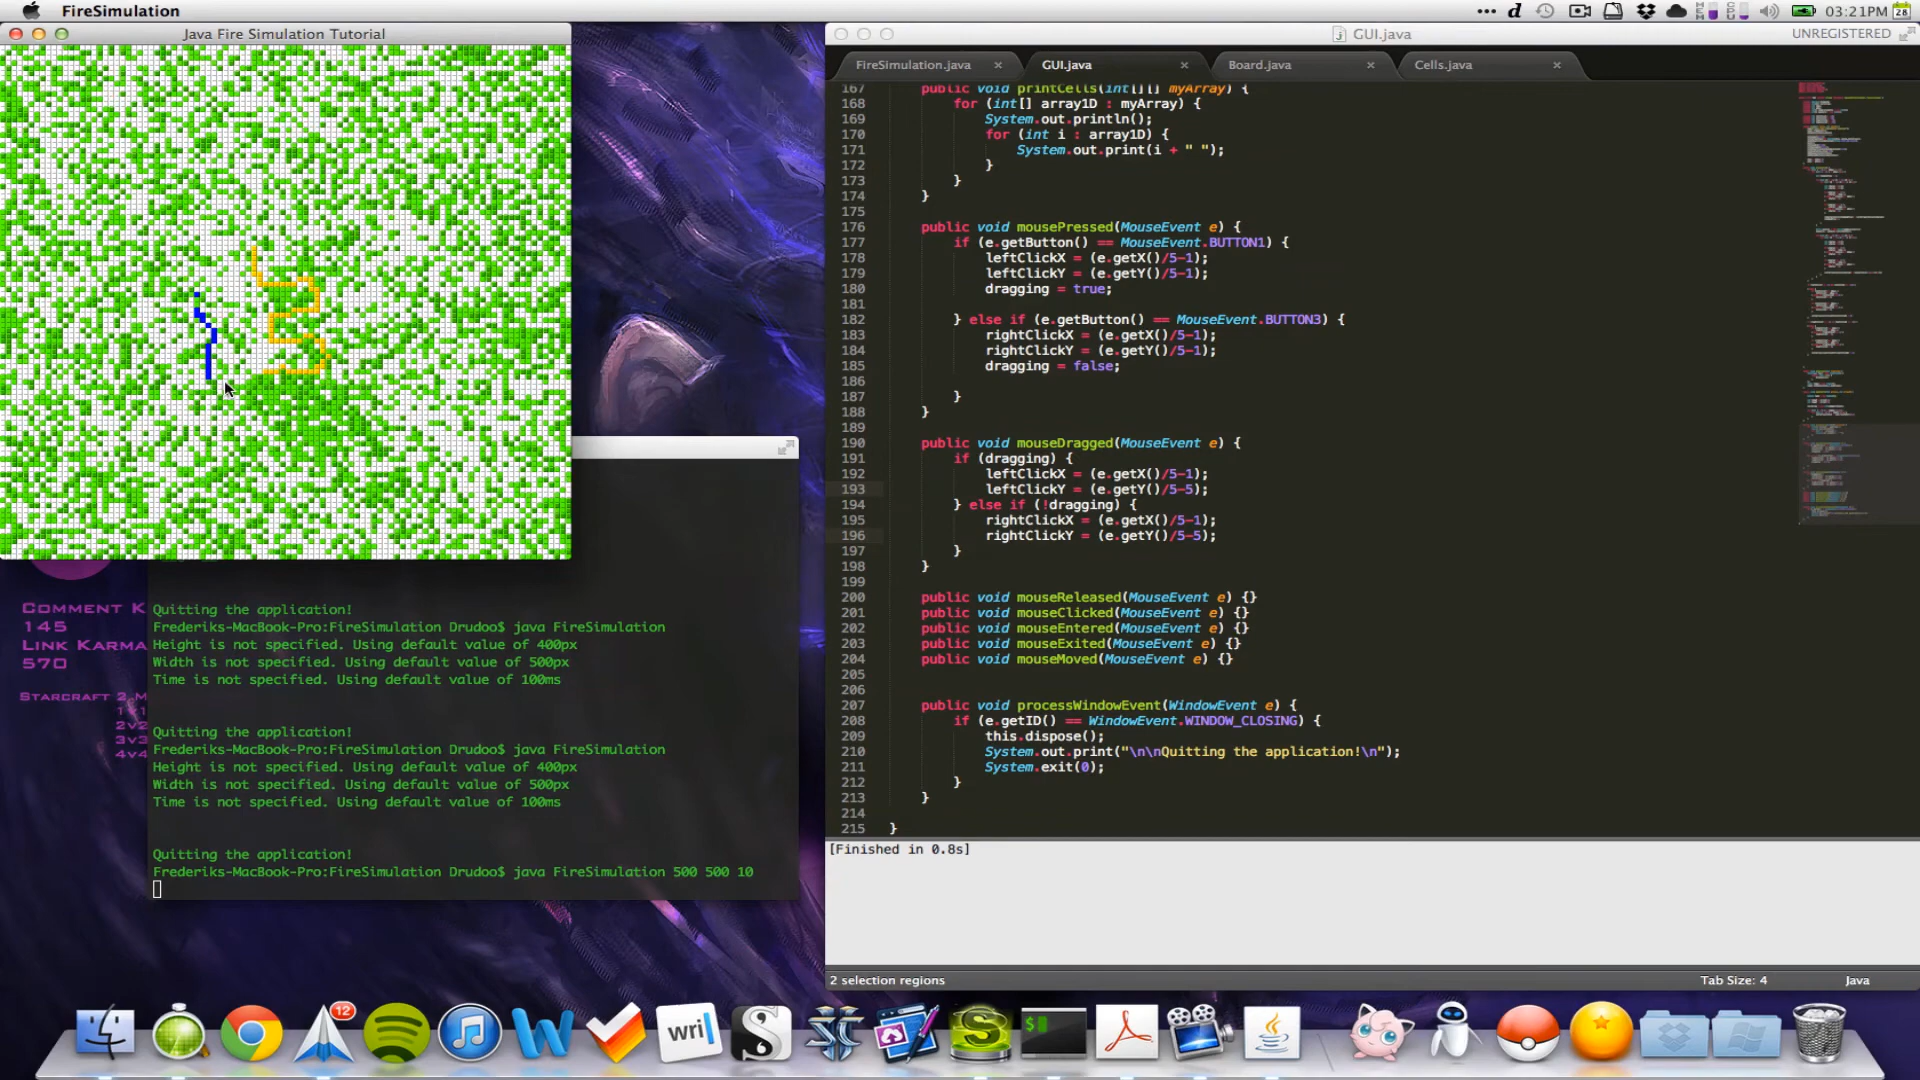 FireSimulation
03:21PM
28
Java Fire Simulation Tutorial
Comment K
145
Link Karma
570
Starcraft 2 M
1v1
2v2
3v3
4v4
Quitting the application!
Frederiks-MacBook-Pro:FireSimulation Drudoo$ java FireSimulation
Height is not specified. Using default value of 400px
Width is not specified. Using default value of 500px
Time is not specified. Using default value of 100ms
Quitting the application!
Frederiks-MacBook-Pro:FireSimulation Drudoo$ java FireSimulation
Height is not specified. Using default value of 400px
Width is not specified. Using default value of 500px
Time is not specified. Using default value of 100ms
Quitting the application!
Frederiks-MacBook-Pro:FireSimulation Drudoo$ java FireSimulation 500 500 10
GUI.java
UNREGISTERED
FireSimulation.java
GUI.java
Board.java
Cells.java
167 public void printCells(int[][] myArray) {
168 for (int[] array1D : myArray) {
169 System.out.println();
170 for (int i : array1D) {
171 System.out.print(i + " ");
172 }
173 }
174 }
175
176 public void mousePressed(MouseEvent e) {
177 if (e.getButton() == MouseEvent.BUTTON1) {
178 leftClickX = (e.getX()/5-1);
179 leftClickY = (e.getY()/5-1);
180 dragging = true;
181
182 } else if (e.getButton() == MouseEvent.BUTTON3) {
183 rightClickX = (e.getX()/5-1);
184 rightClickY = (e.getY()/5-1);
185 dragging = false;
186
187 }
188 }
189
190 public void mouseDragged(MouseEvent e) {
191 if (dragging) {
192 leftClickX = (e.getX()/5-1);
193 leftClickY = (e.getY()/5-5);
194 } else if (!dragging) {
195 rightClickX = (e.getX()/5-1);
196 rightClickY = (e.getY()/5-5);
197 }
198 }
199
200 public void mouseReleased(MouseEvent e) {}
201 public void mouseClicked(MouseEvent e) {}
202 public void mouseEntered(MouseEvent e) {}
203 public void mouseExited(MouseEvent e) {}
204 public void mouseMoved(MouseEvent e) {}
205
206
207 public void processWindowEvent(WindowEvent e) {
208 if (e.getID() == WindowEvent.WINDOW_CLOSING) {
209 this.dispose();
210 System.out.print("\n\nQuitting the application!\n");
211 System.exit(0);
212 }
213 }
214
215 }
[Finished in 0.8s]
2 selection regions
Tab Size: 4
Java
12
wri